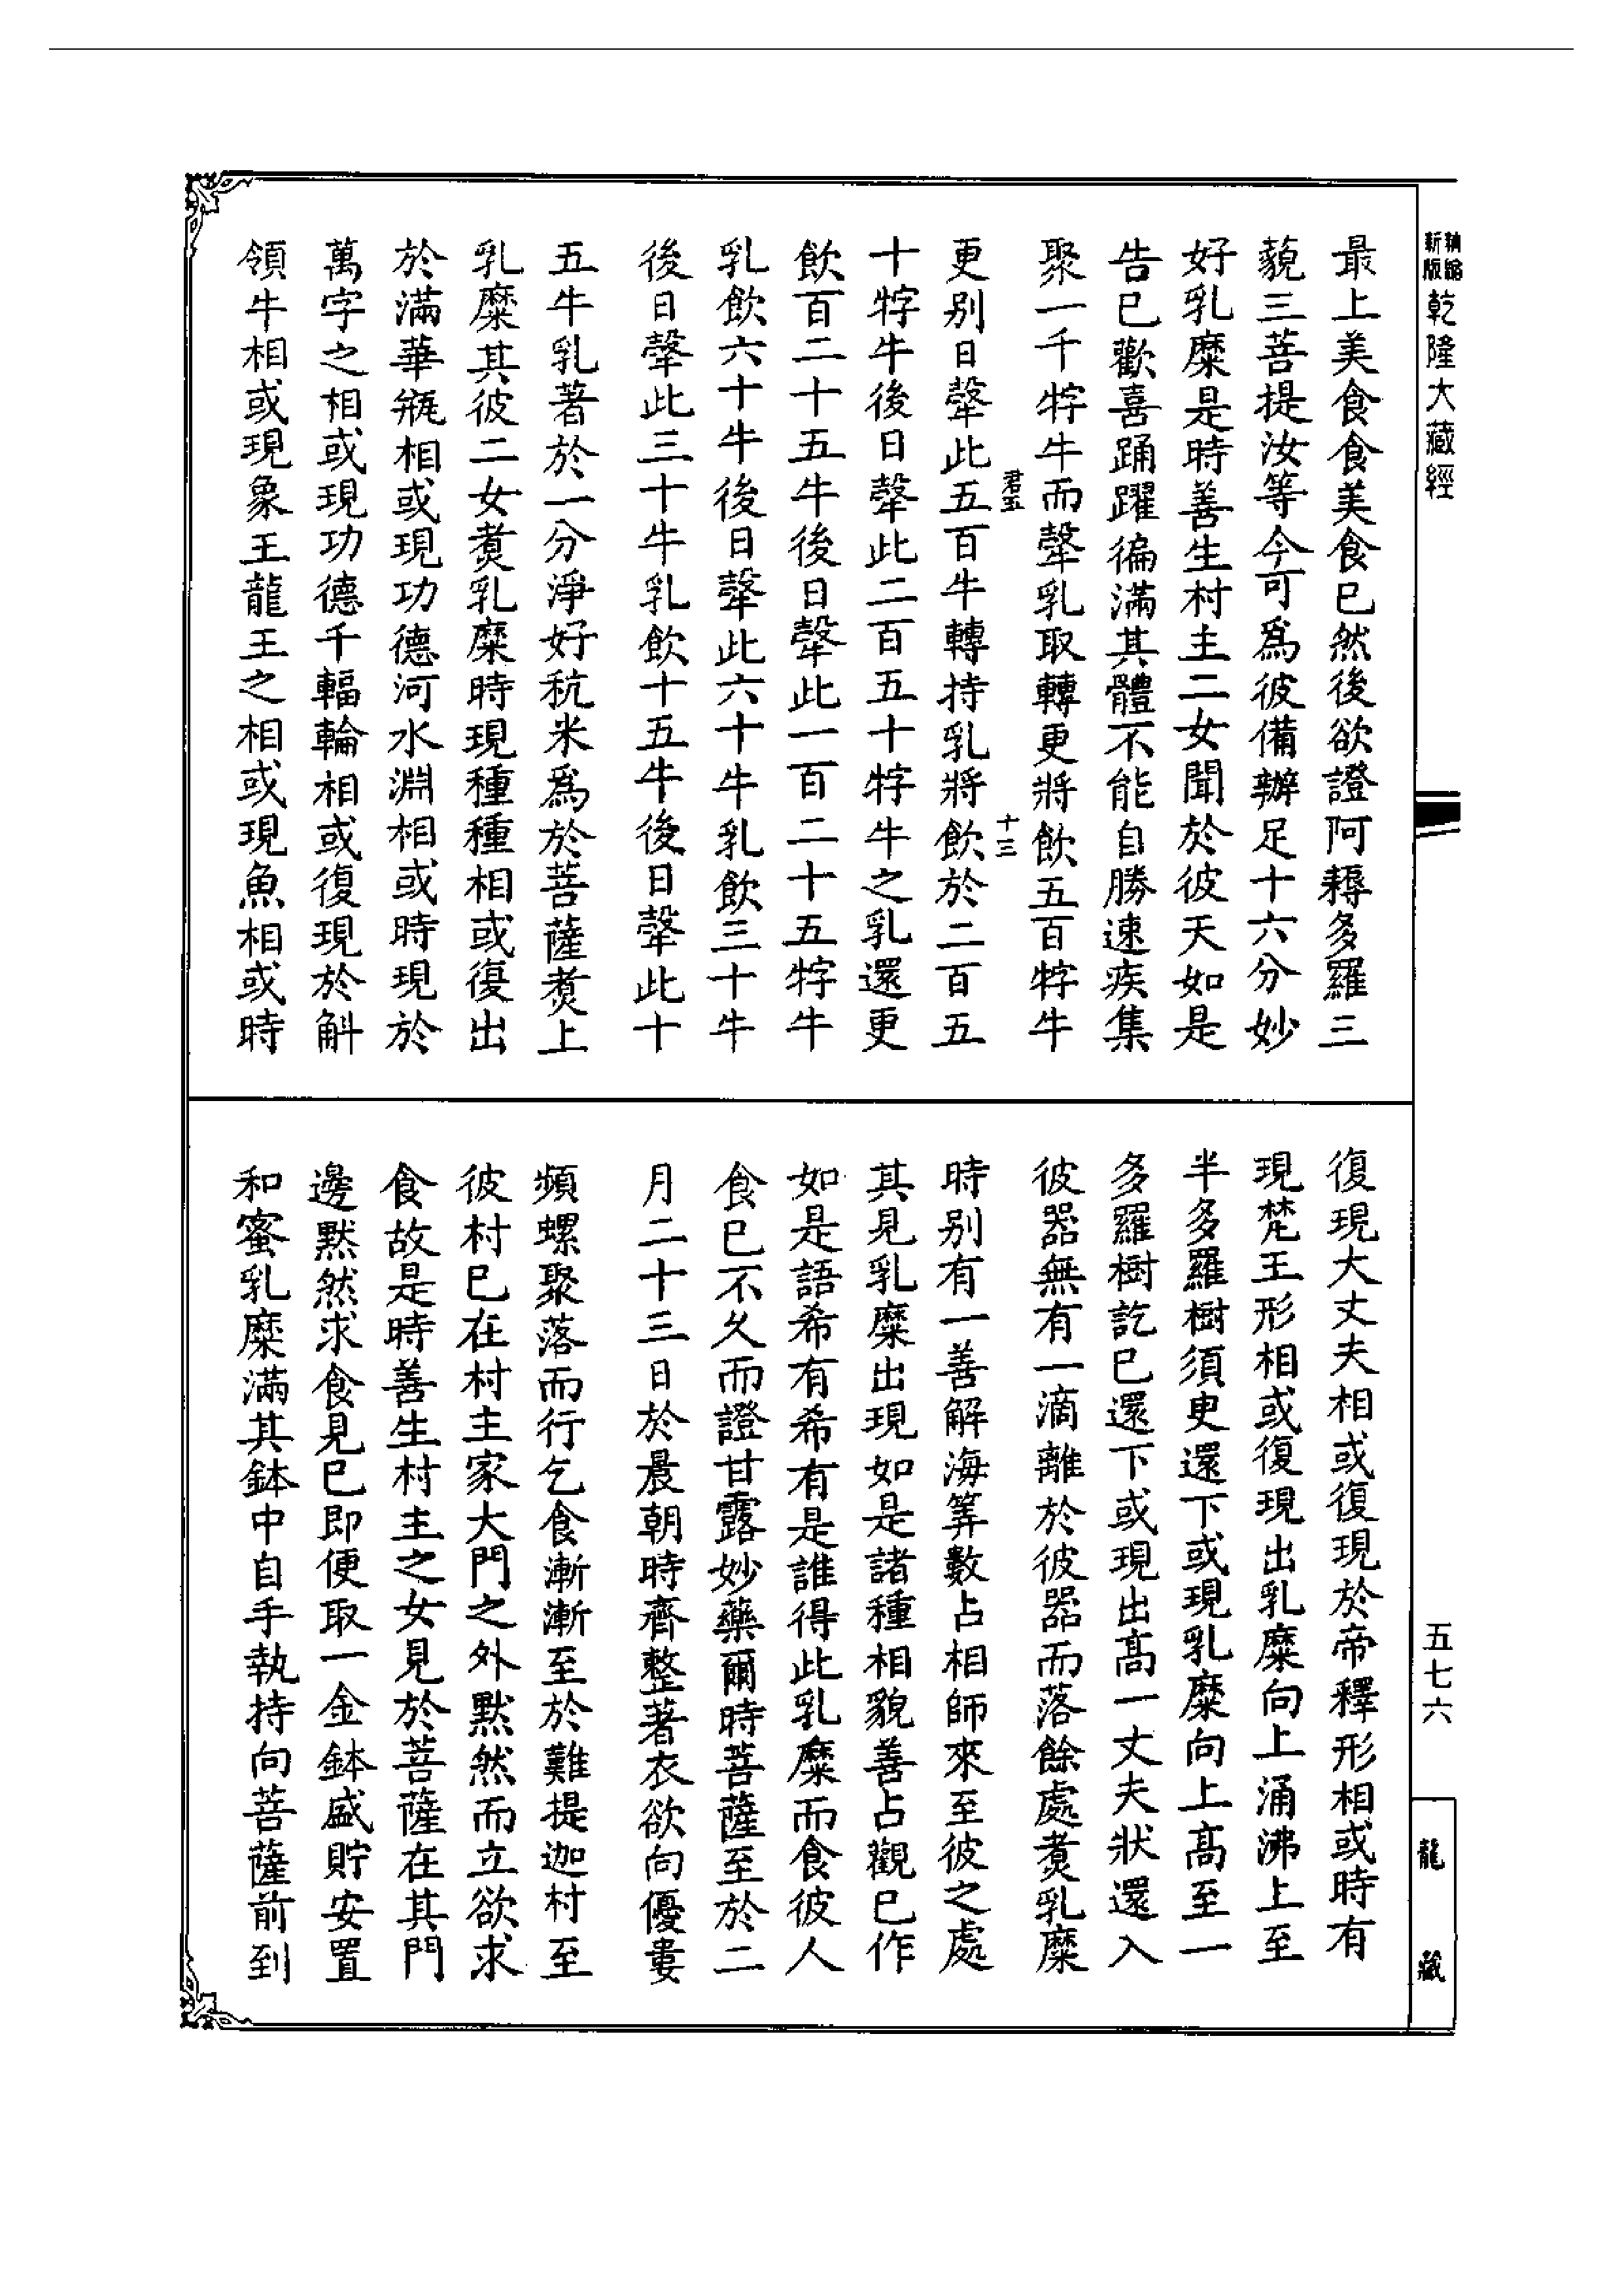 新版
縮
乾隆大藏經
最上美食食美食已然後欲證阿耨多羅三
藐三菩提汝等今可爲彼備辦足十六分妙
好乳糜是時善生村主二女聞於彼天如是
告已歡喜踊躍徧滿其體不能自勝速疾集
聚一千牸牛而𤛗乳取轉更將飲五百牸牛
君五 十三
更別日𤛗此五百牛轉持乳將飲於二百五
十牸牛後日𤛗此二百五十牸牛之乳還更
飲百二十五牛後日𤛗此一百二十五牸牛
乳飲六十牛後日𤛗此六十牛乳飲三十牛
後日𤛗此三十牛乳飲十五牛後日𤛗此十
五牛乳著於一分淨好秔米爲於菩薩煑上
乳糜其彼二女煑乳糜時現種種相或復出
於滿華瓶相或現功德河水淵相或時現於
萬字之相或現功德千輻輪相或復現於斛
領牛相或現象王龍王之相或現魚相或時
復現大丈夫相或復現於帝釋形相或時有
現梵王形相或復現出乳糜向上涌沸上至
半多羅樹須臾還下或現乳糜向上高至一
多羅樹訖已還下或現出高一丈夫狀還入
彼器無有一滴離於彼器而落餘處煑乳糜
時別有一善解海筭數占相師來至彼之處
其見乳糜出現如是諸種相貌善占觀已作
如是語希有希有是誰得此乳糜而食彼人
食已不久而證甘露妙藥爾時菩薩至於二
月二十三日於晨朝時齊整著衣欲向優婁
頻螺聚落而行乞食漸漸至於難提迦村至
彼村已在村主家大門之外默然而立欲求
食故是時善生村主之女見於菩薩在其門
邊默然求食見已即便取一金鉢盛貯安置
和蜜乳糜滿其鉢中自手執持向菩薩前到
五七六
龍藏